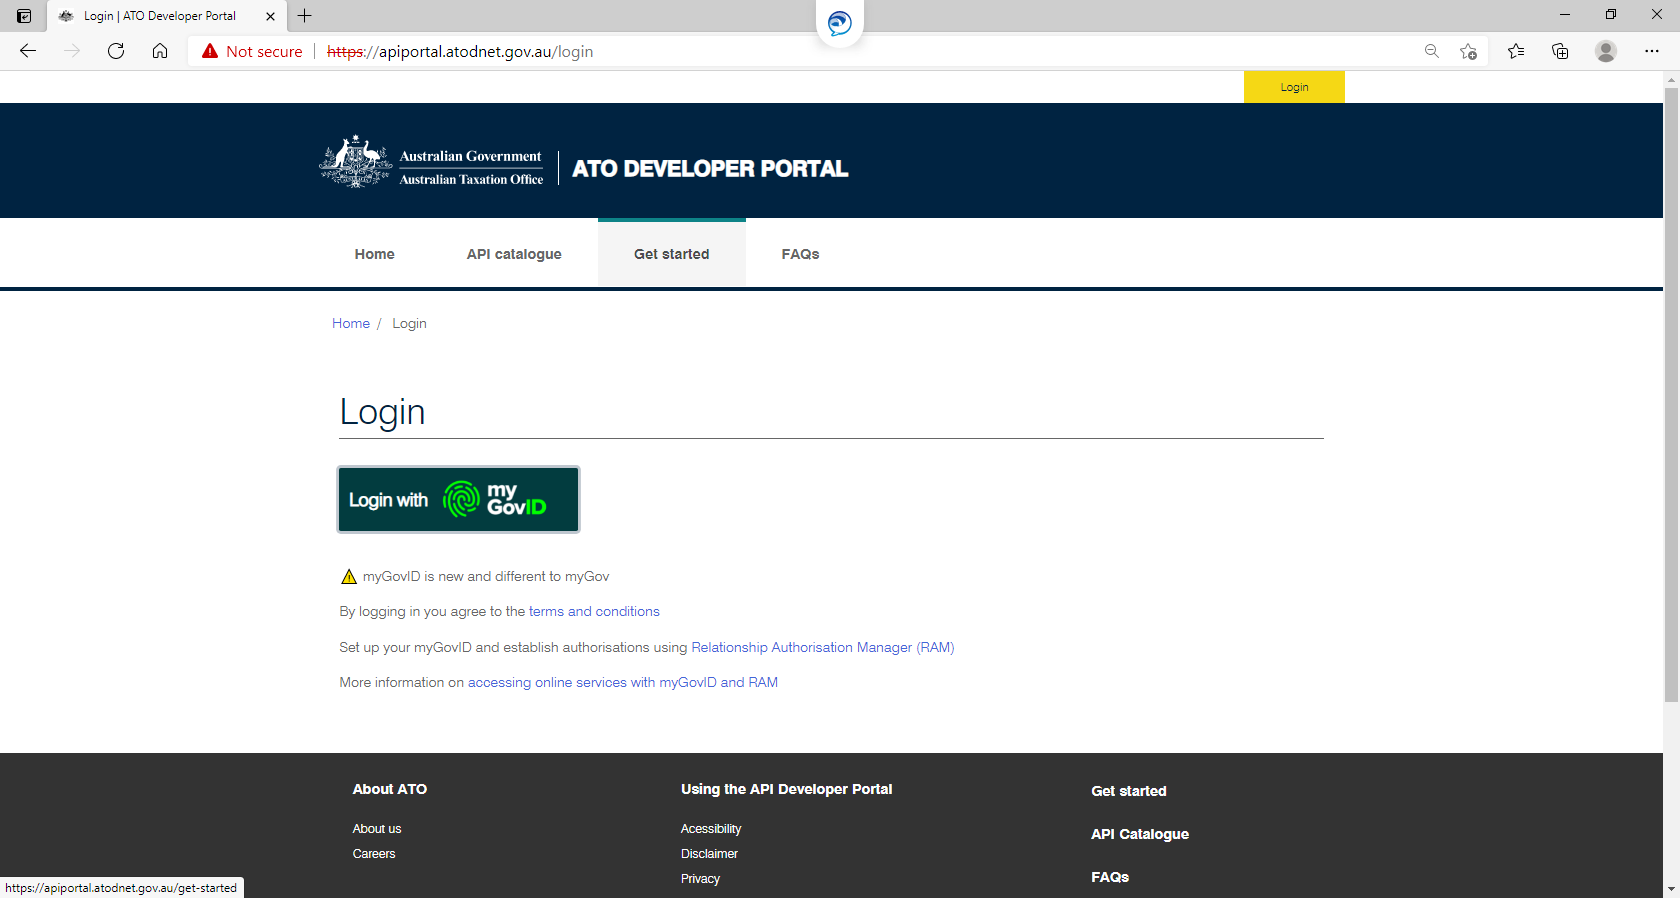 Login | ATO Developer Portal
Not secure
https://apiportal.atodnet.gov.au/login
Login
Australian Government
Australian Taxation Office
ATO DEVELOPER PORTAL
Home
API catalogue
Get started
FAQs
Home / Login
Login
Login with my GovID
myGovID is new and different to myGov
By logging in you agree to the terms and conditions
Set up your myGovID and establish authorisations using Relationship Authorisation Manager (RAM)
More information on accessing online services with myGovID and RAM
About ATO
About us
Careers
Using the API Developer Portal
Acessibility
Disclaimer
Privacy
Get started
API Catalogue
FAQs
https://apiportal.atodnet.gov.au/get-started